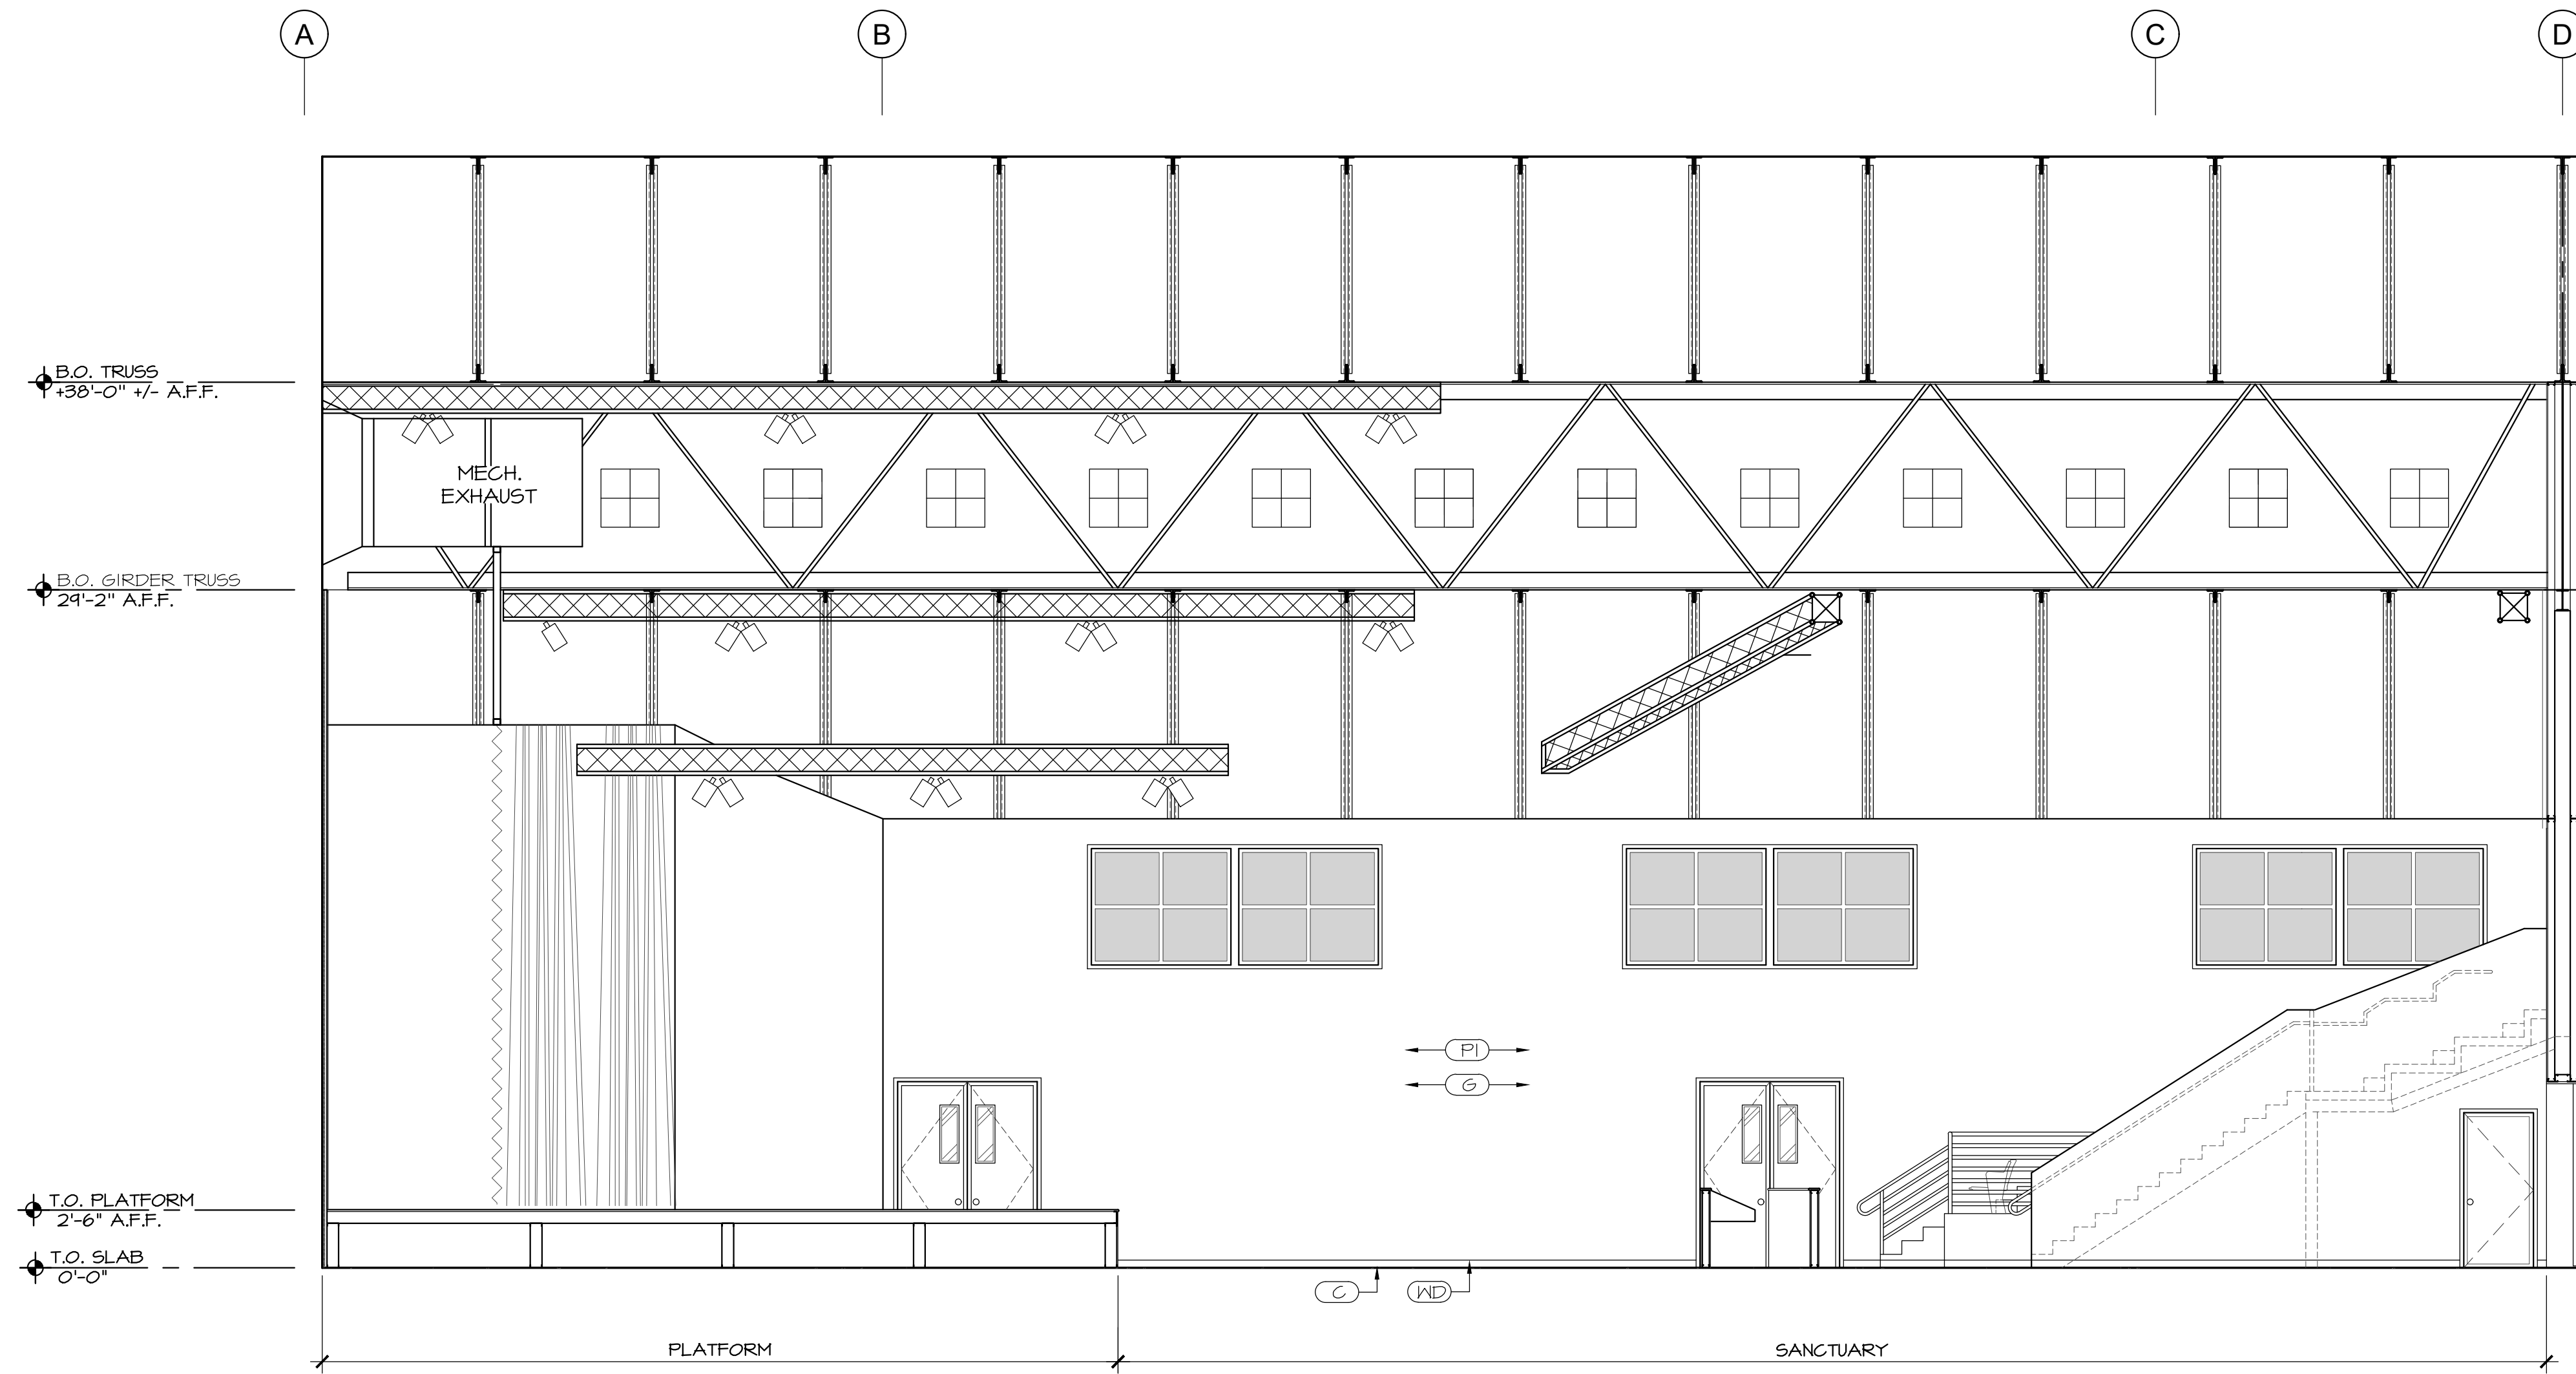 A
B
C
D
B.O. TRUSS
+38'-0" +/- A.F.F.
MECH.
EXHAUST
B.O. GIRDER TRUSS
29'-2" A.F.F.
P1
G
T.O. PLATFORM
2'-6" A.F.F.
T.O. SLAB
0'-0"
C
WD
PLATFORM
SANCTUARY